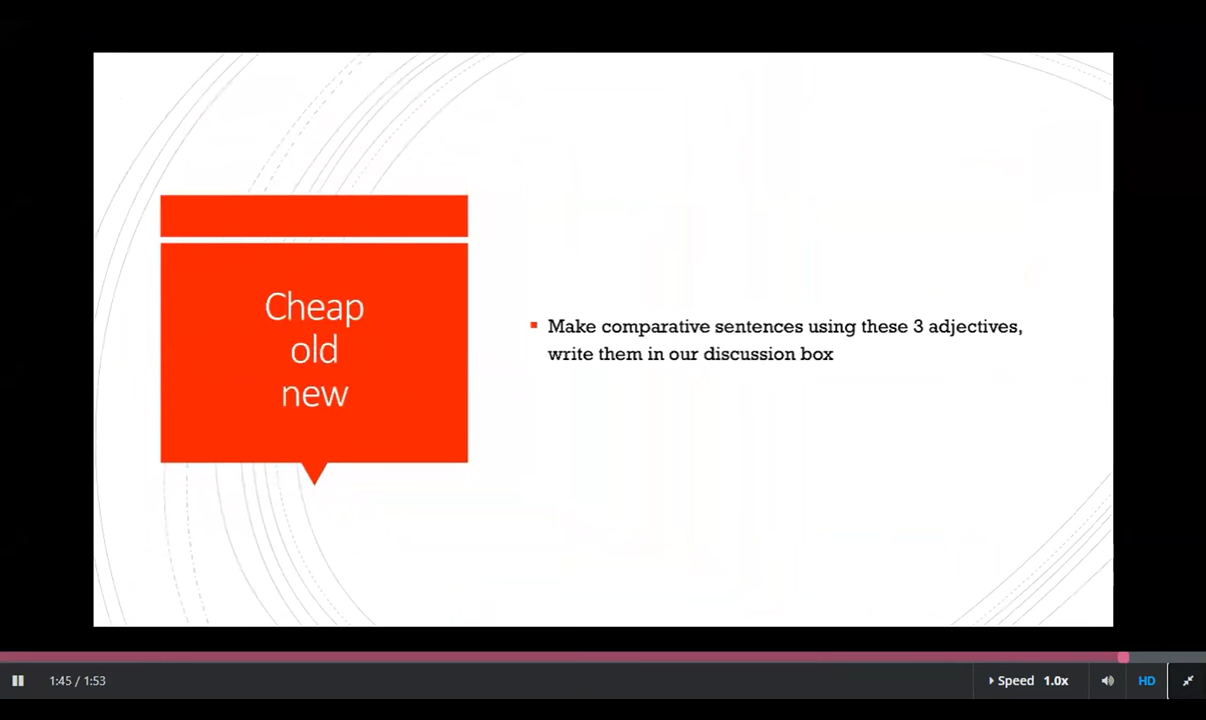 Cheap
old
new
Make comparative sentences using these 3 adjectives,
write them in our discussion box
1:45 / 1:53
Speed 1.0x
HD